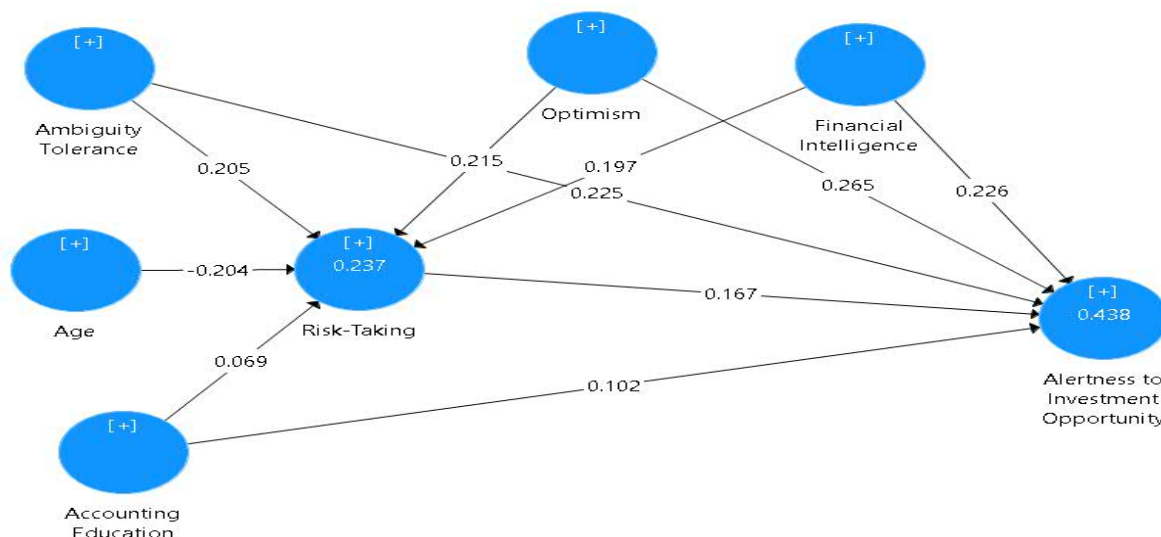 [+]
Ambiguity
Tolerance
[+]
Optimism
[+]
Financial
Intelligence
0.205
0.215
0.197
0.225
0.265
0.226
[+]
Age
-0.204
[+]
0.237
Risk-Taking
0.167
[+]
0.438
Alertness to
Investment
Opportunity
0.069
0.102
[+]
Accounting
Education